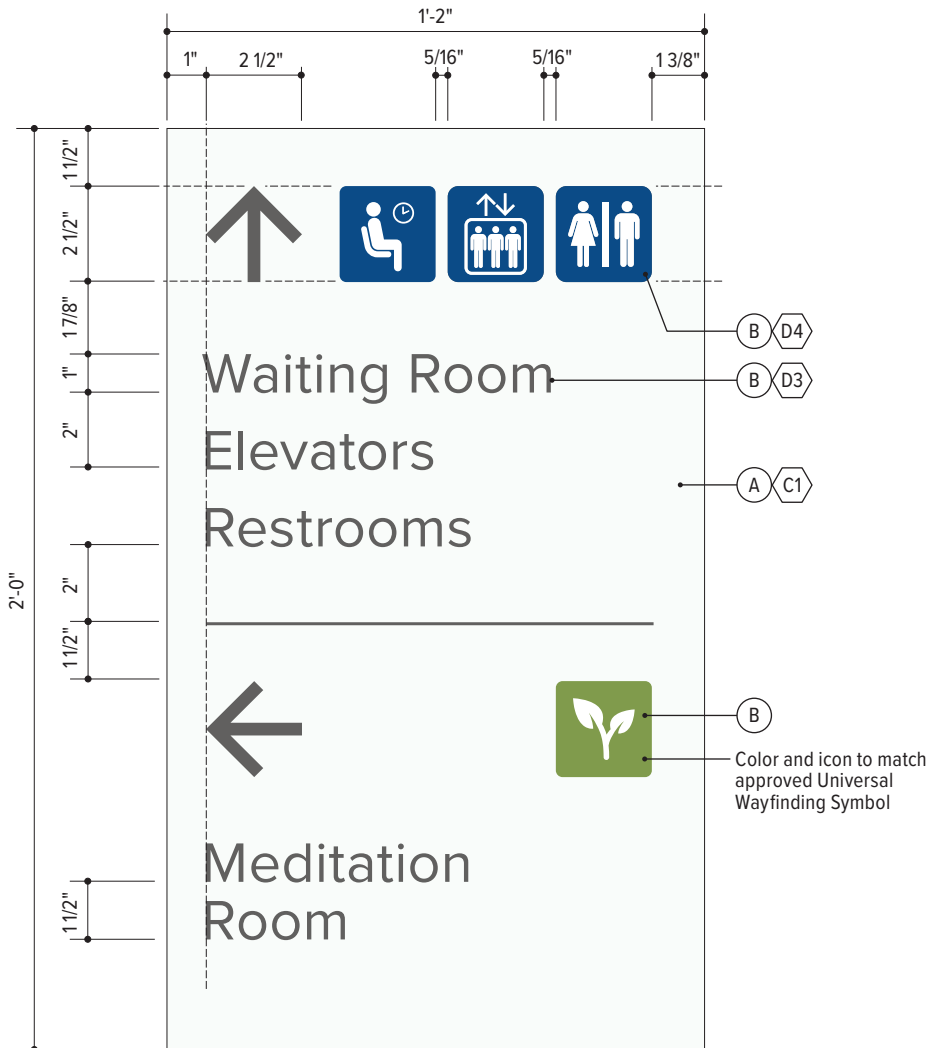 1'-2"
1" 2 1/2" 5/16" 5/16" 1 3/8"
1 1/2"
2 1/2"
1 7/8"
B D4
1"
Waiting Room
B D3
2"
Elevators
A C1
Restrooms
2'-0"
2"
1 1/2"
B
Color and icon to match
approved Universal
Wayfinding Symbol
Meditation
Room
1 1/2"